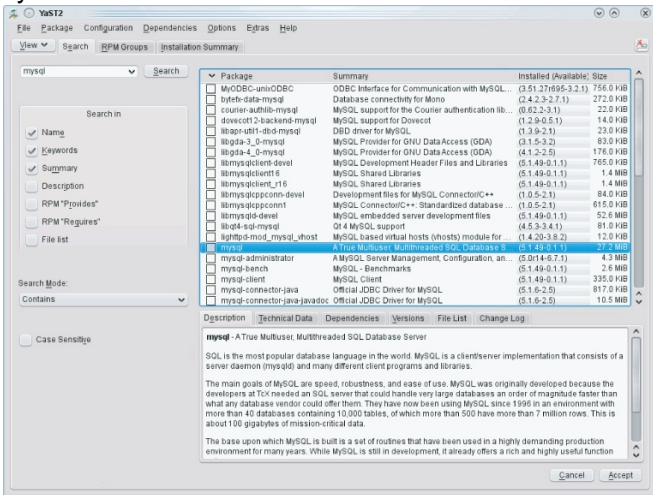 YaST2
File Package Configuration Dependencies Options Extras Help
View Search RPM Groups Installation Summary
mysql Search
Search in
Name
Keywords
Summary
Description
RPM "Provides"
RPM "Requires"
File list
Search Mode:
Contains
Case Sensitive
Package Summary Installed (Available) Size
MyODBC-unixODBC ODBC Interface for Communication with MySQL... (3.51.27r695-3.2.1) 756.0 KiB
bytefx-data-mysql Database connectivity for Mono (2.4.2.3-2.7.1) 272.0 KiB
courier-authlib-mysql MySQL support for the Courier authentication lib... (0.62.2-3.1) 22.0 KiB
dovecot12-backend-mysql MySQL support for Dovecot (1.2.9-0.5.1) 14.0 KiB
libapr-util1-dbd-mysql DBD driver for MySQL (1.3.9-2.1) 23.0 KiB
libgda-3_0-mysql MySQL Provider for GNU Data Access (GDA) (3.1.5-3.2) 83.0 KiB
libgda-4_0-mysql MySQL Provider for GNU Data Access (GDA) (4.1.2-2.5) 176.0 KiB
libmysqlclient-devel MySQL Development Header Files and Libraries (5.1.49-0.1.1) 765.0 KiB
libmysqlclient16 MySQL Shared Libraries (5.1.49-0.1.1) 1.4 MiB
libmysqlclient_r16 MySQL Shared Libraries (5.1.49-0.1.1) 1.4 MiB
libmysqlcppconn-devel Development files for MySQL Connector/C++ (1.0.5-2.1) 84.0 KiB
libmysqlcppconn1 MySQL Connector/C++: Standardized database ... (1.0.5-2.1) 615.0 KiB
libmysqld-devel MySQL embedded server development files (5.1.49-0.1.1) 52.6 MiB
libqt4-sql-mysql Qt 4 MySQL support (4.5.3-3.4.1) 81.0 KiB
lighttpd-mod_mysql_vhost MySQL based virtual hosts (vhosts) module for ... (1.4.20-3.8.2) 12.0 KiB
mysql A True Multiuser, Multithreaded SQL Database S... (5.1.49-0.1.1) 27.2 MiB
mysql-administrator A MySQL Server Management, Configuration, an... (5.0r14-6.7.1) 4.3 MiB
mysql-bench MySQL - Benchmarks (5.1.49-0.1.1) 2.6 MiB
mysql-client MySQL Client (5.1.49-0.1.1) 335.0 KiB
mysql-connector-java Official JDBC Driver for MySQL (5.1.6-2.5) 817.0 KiB
mysql-connector-java-javadoc Official JDBC Driver for MySQL (5.1.6-2.5) 10.5 MiB
Description Technical Data Dependencies Versions File List Change Log
mysql - A True Multiuser, Multithreaded SQL Database Server
SQL is the most popular database language in the world. MySQL is a client/server implementation that consists of a
server daemon (mysqld) and many different client programs and libraries.
The main goals of MySQL are speed, robustness, and ease of use. MySQL was originally developed because the
developers at TcX needed an SQL server that could handle very large databases an order of magnitude faster than
what any database vendor could offer them. They have now been using MySQL since 1996 in an environment with
more than 40 databases containing 10,000 tables, of which more than 500 have more than 7 million rows. This is
about 100 gigabytes of mission-critical data.
The base upon which MySQL is built is a set of routines that have been used in a highly demanding production
environment for many years. While MySQL is still in development, it already offers a rich and highly useful function
Cancel Accept